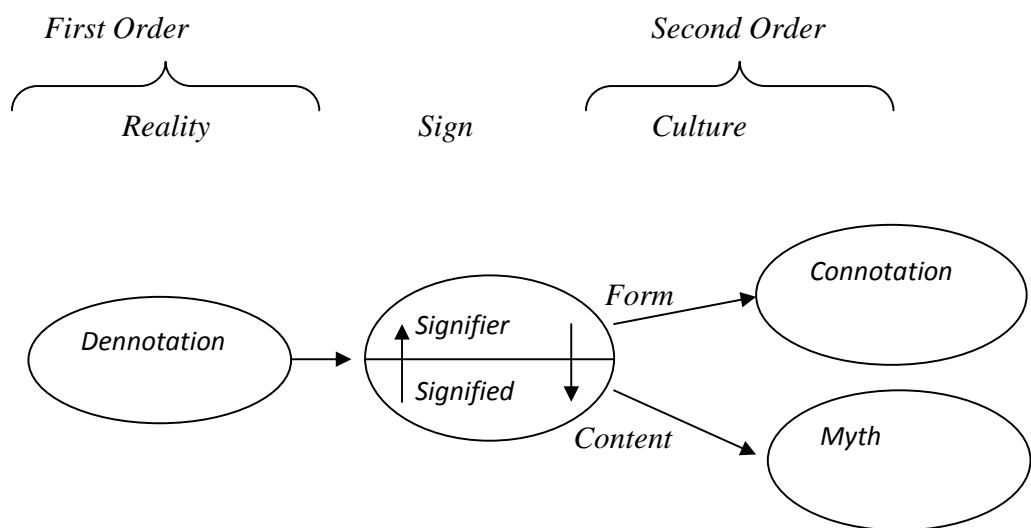 First Order Second Order
Reality Sign Culture
Connotation
Form
Signifier
Dennotation
Signified
Content Myth